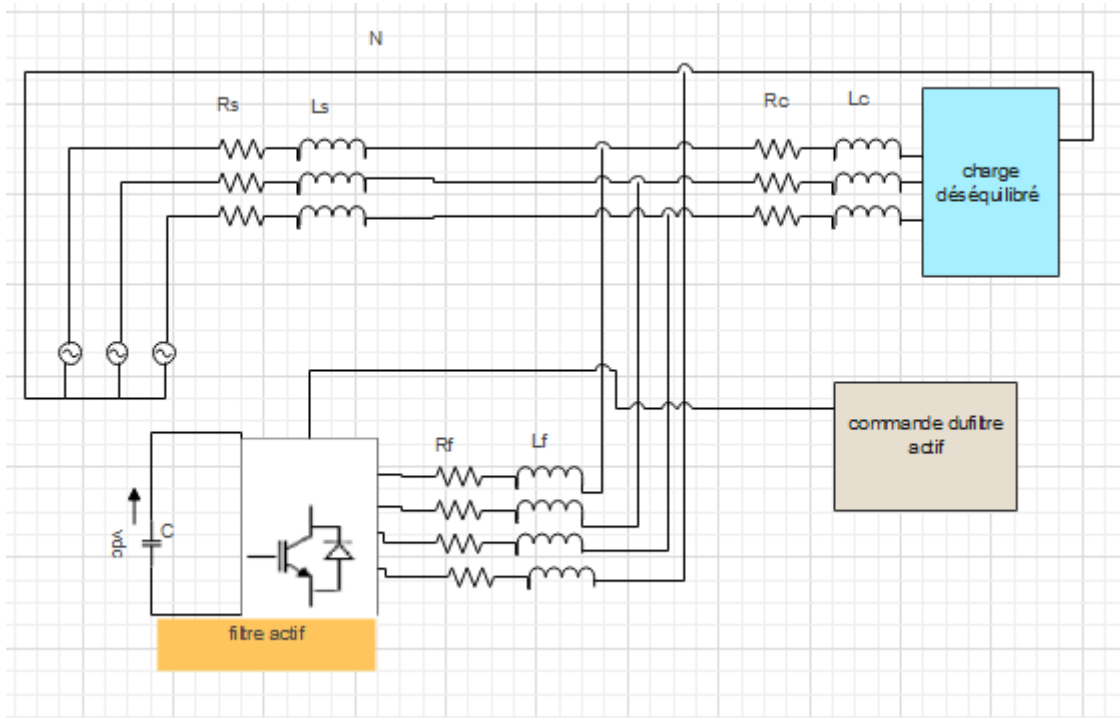 N
Rs
Ls
Rc
Lc
charge
déséquilibré
commande dufiltre
actif
Rf
Lf
vdc
C
filtre actif